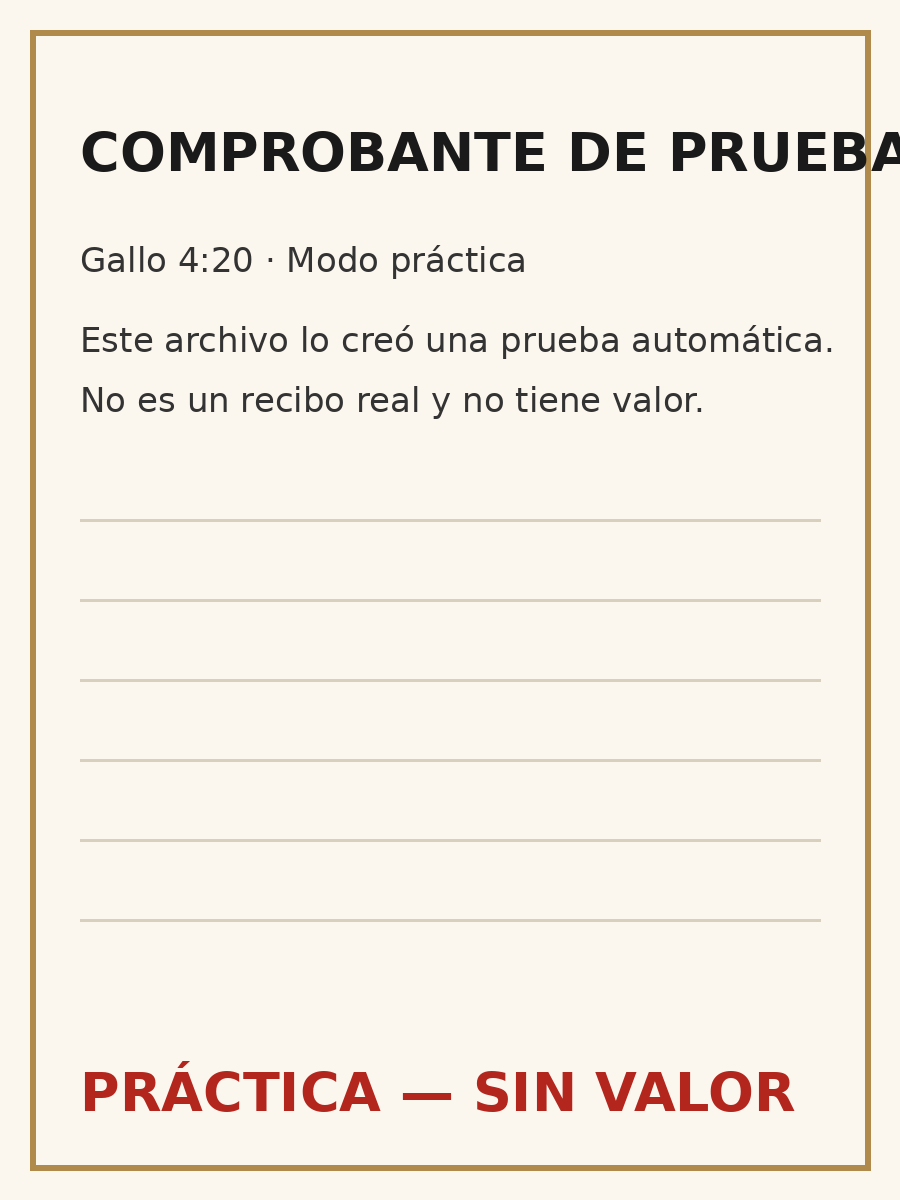 COMPROBANTE DE PRUEBA
Gallo 4:20 · Modo práctica
Este archivo lo creó una prueba automática.
No es un recibo real y no tiene valor.
PRÁCTICA — SIN VALOR